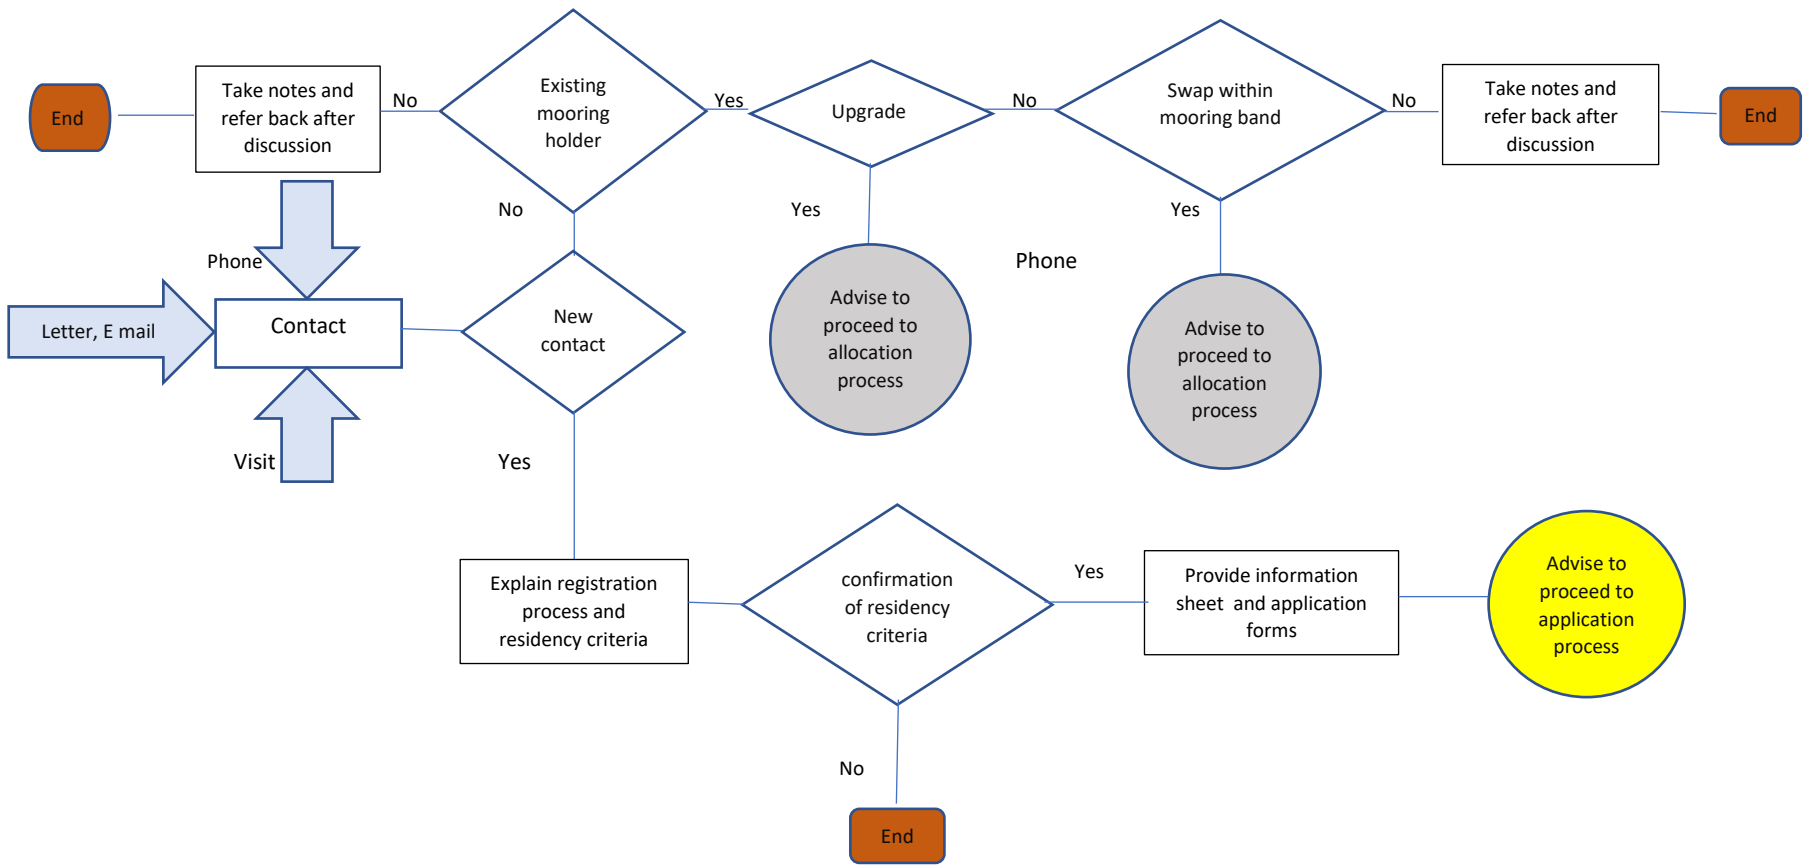 End
Take notes and
refer back after
discussion
No
Existing
mooring
holder
Yes
Upgrade
No
Swap within
mooring band
No
Take notes and
refer back after
discussion
End
No
Yes
Yes
Phone
Phone
Letter, E mail
Contact
New
contact
Advise to
proceed to
allocation
process
Advise to
proceed to
allocation
process
Visit
Yes
Explain registration
process and
residency criteria
confirmation
of residency
criteria
Yes
Provide information
sheet  and application
forms
Advise to
proceed to
application
process
No
End